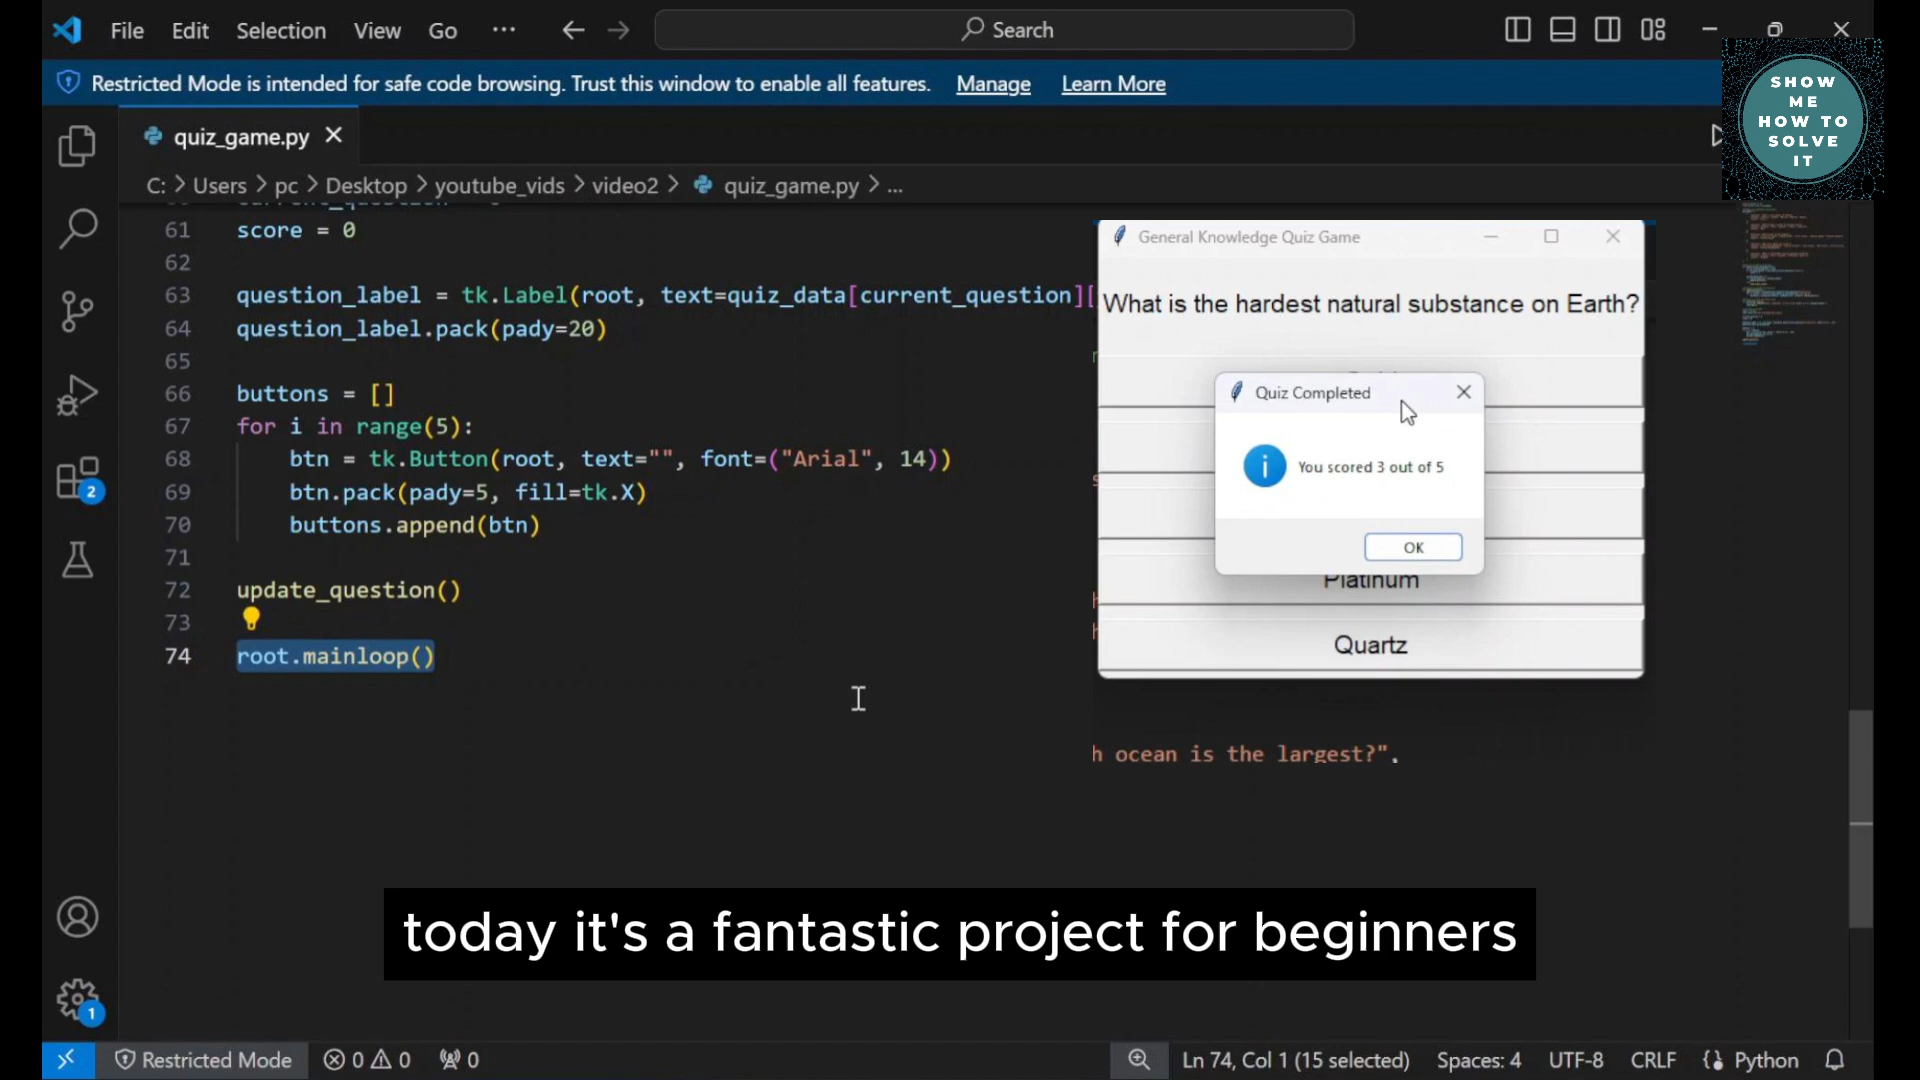 File Edit Selection View Go ... Search
SHOW
ME
HOW TO
SOLVE
IT
Restricted Mode is intended for safe code browsing. Trust this window to enable all features. Manage Learn More
quiz_game.py
C: > Users > pc > Desktop > youtube_vids > video2 > quiz_game.py > ...
61 score = 0
62
63 question_label = tk.Label(root, text=quiz_data[current_question][
64 question_label.pack(pady=20)
65
66 buttons = []
67 for i in range(5):
68 btn = tk.Button(root, text="", font=("Arial", 14))
69 btn.pack(pady=5, fill=tk.X)
70 buttons.append(btn)
71
72 update_question()
73
74 root.mainloop()
General Knowledge Quiz Game
What is the hardest natural substance on Earth?
Quiz Completed
You scored 3 out of 5
OK
Platinum
Quartz
h ocean is the largest?",
2
1
today it's a fantastic project for beginners
Restricted Mode 0 0 0 Ln 74, Col 1 (15 selected) Spaces: 4 UTF-8 CRLF Python